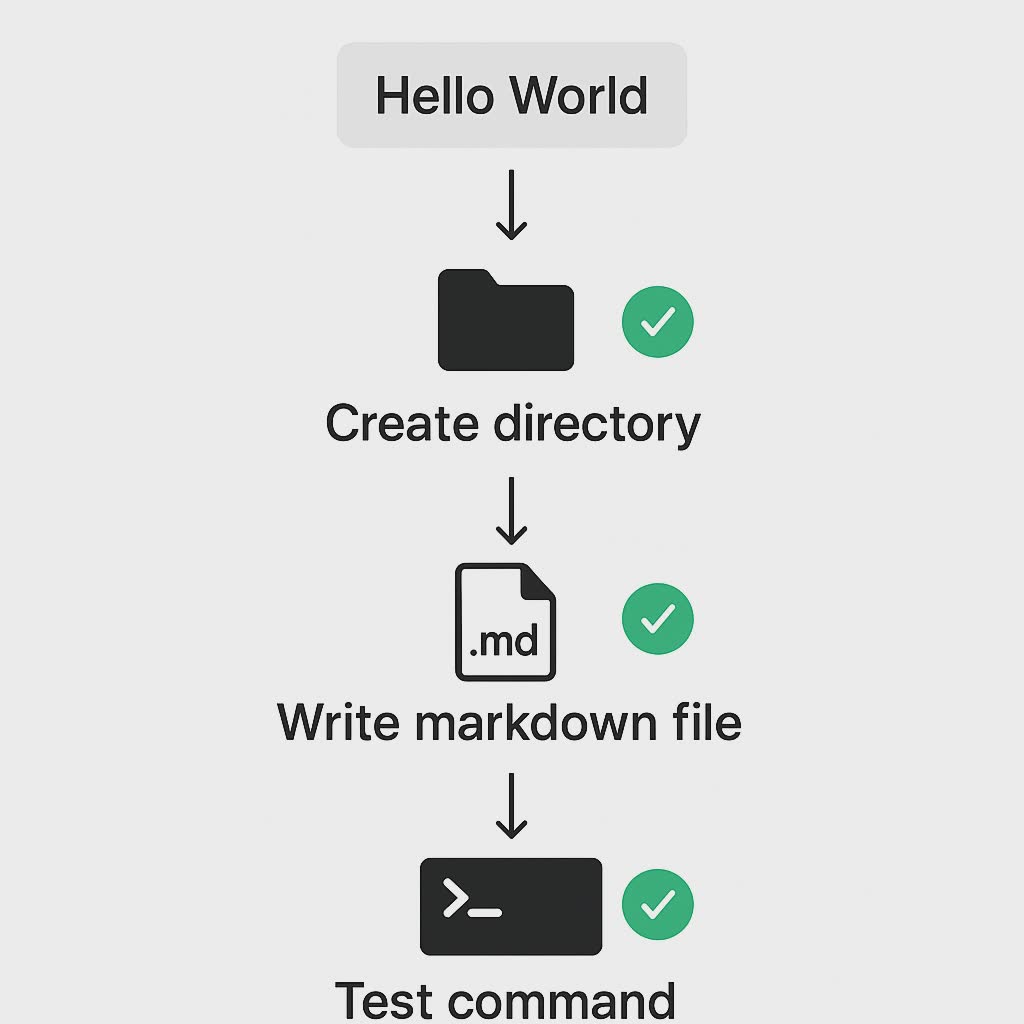 Hello World
Create directory
.md
Write markdown file
>_
Test command